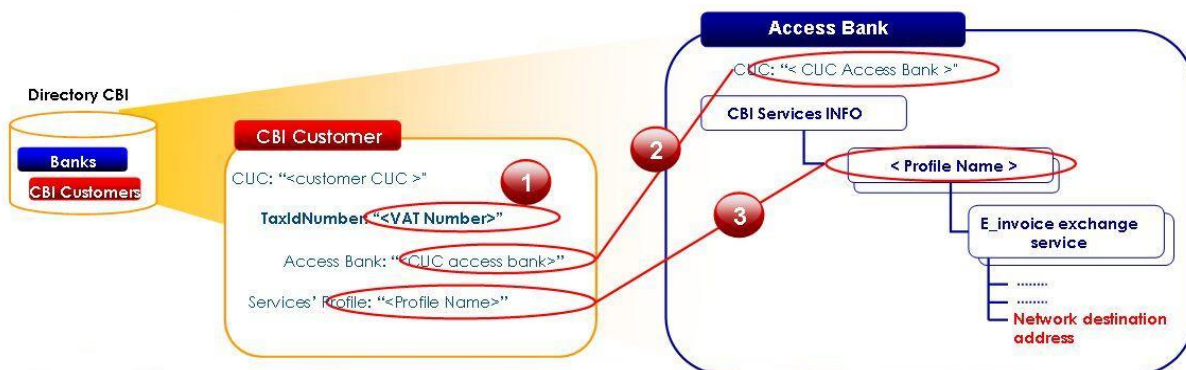 Directory CBI
Banks
CBI Customers
CBI Customer
CUC: “<customer CUC >"
1
TaxIdNumber: “<VAT Number>”
Access Bank: “<CUC access bank>”
Services’ Profile: “<Profile Name>”
2
3
Access Bank
CUC: “< CUC Access Bank >"
CBI Services INFO
< Profile Name >
E_invoice exchange
service
........
........
Network destination
address